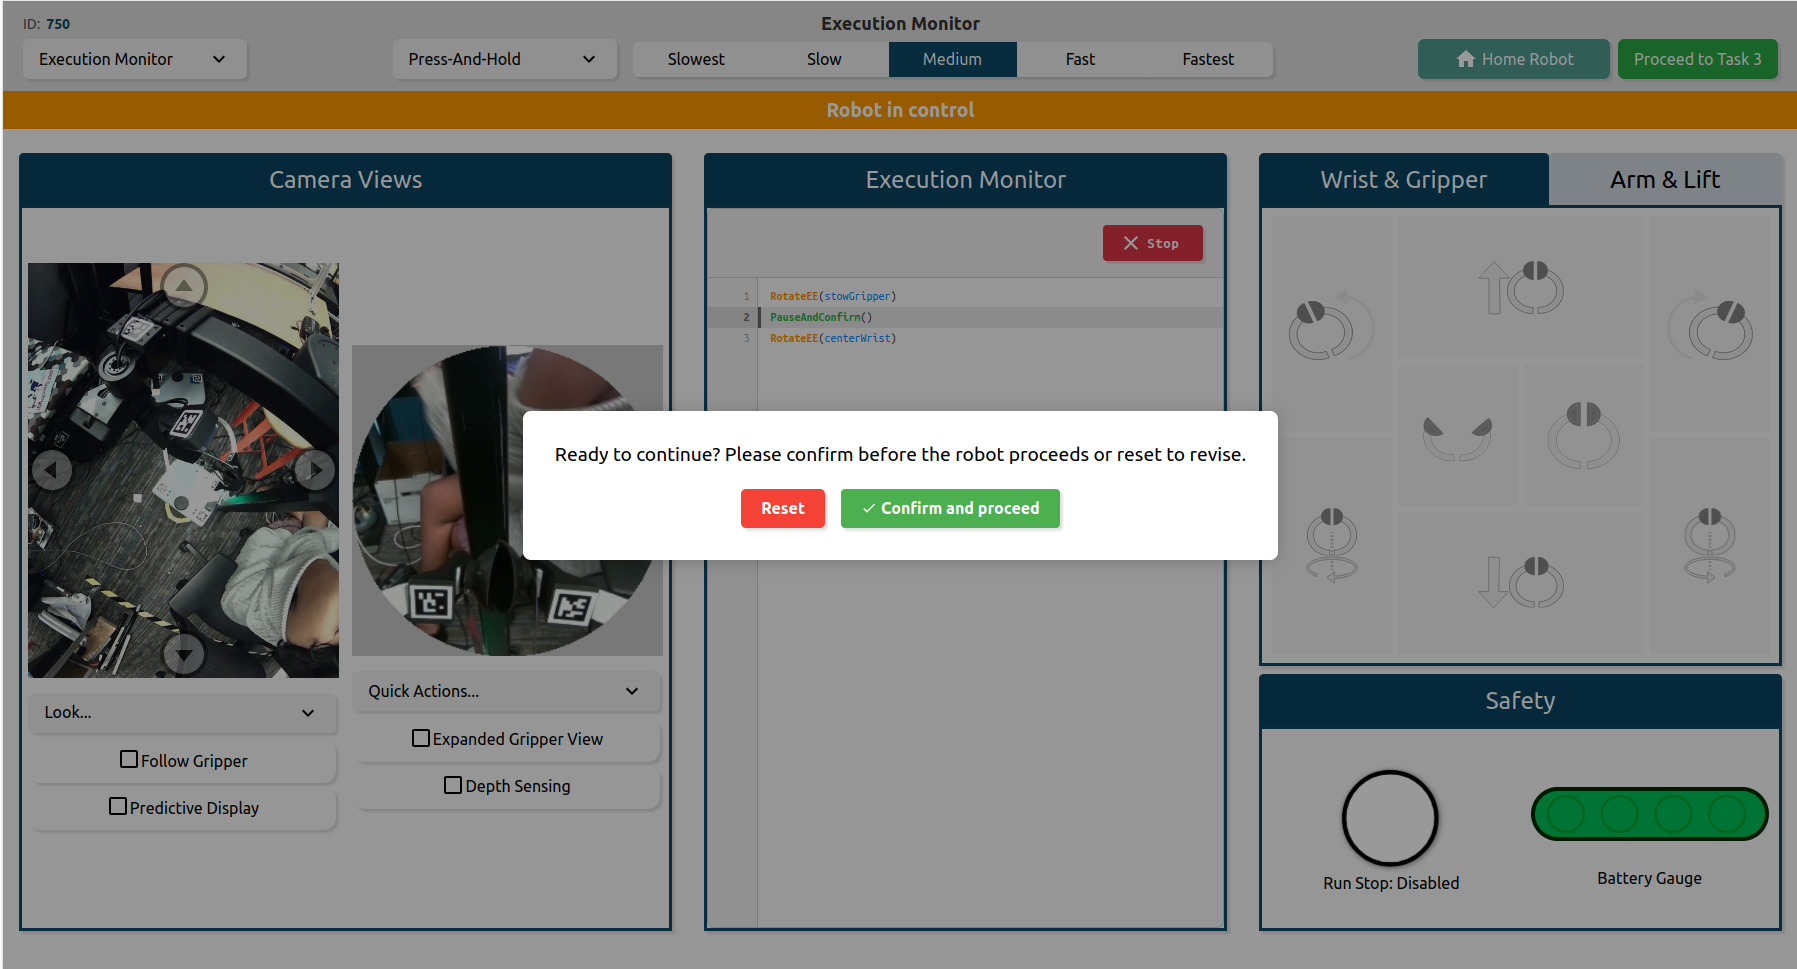 ID: 750
Execution Monitor
Execution Monitor
Press-And-Hold
Slowest
Slow
Medium
Fast
Fastest
Home Robot
Proceed to Task 3
Robot in control
Camera Views
Look...
Follow Gripper
Predictive Display
Quick Actions...
Expanded Gripper View
Depth Sensing
Execution Monitor
Stop
1 RotateEE(stowGripper)
2 PauseAndConfirm()
3 RotateEE(centerWrist)
Ready to continue? Please confirm before the robot proceeds or reset to revise.
Reset
Confirm and proceed
Wrist & Gripper
Arm & Lift
Safety
Run Stop: Disabled
Battery Gauge